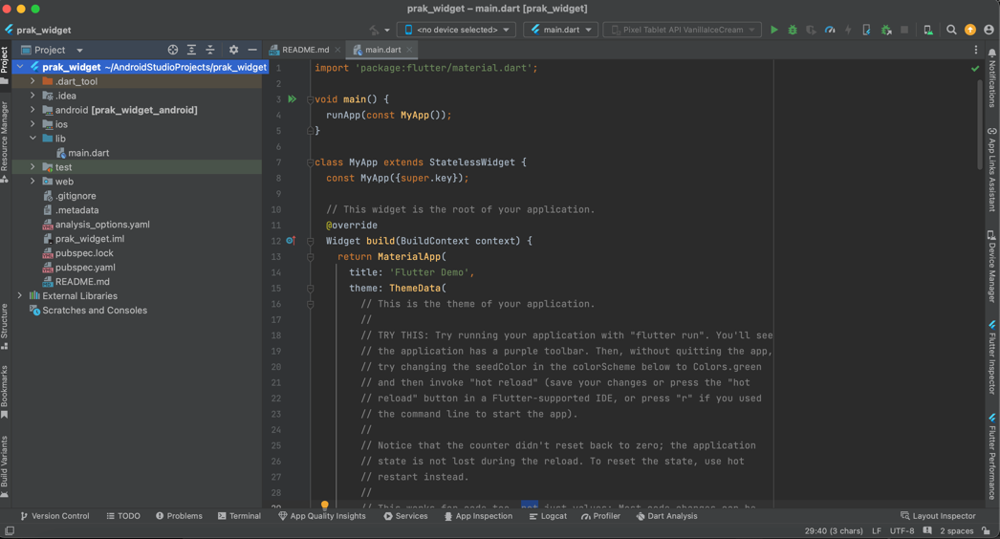 prak_widget – main.dart [prak_widget]
prak_widget
<no device selected>
main.dart
Pixel Tablet API VanillaIceCream
Project
README.md
main.dart
Project
Resource Manager
Structure
Bookmarks
Build Variants
prak_widget ~/AndroidStudioProjects/prak_widget
.dart_tool
.idea
android [prak_widget_android]
ios
lib
main.dart
test
web
.gitignore
.metadata
analysis_options.yaml
prak_widget.iml
pubspec.lock
pubspec.yaml
README.md
External Libraries
Scratches and Consoles
1 import 'package:flutter/material.dart';
2
3 void main() {
4 runApp(const MyApp());
5 }
6
7 class MyApp extends StatelessWidget {
8 const MyApp({super.key});
9
10 // This widget is the root of your application.
11 @override
12 Widget build(BuildContext context) {
13 return MaterialApp(
14 title: 'Flutter Demo',
15 theme: ThemeData(
16 // This is the theme of your application.
17 //
18 // TRY THIS: Try running your application with "flutter run". You'll see
19 // the application has a purple toolbar. Then, without quitting the app,
20 // try changing the seedColor in the colorScheme below to Colors.green
21 // and then invoke "hot reload" (save your changes or press the "hot
22 // reload" button in a Flutter-supported IDE, or press "r" if you used
23 // the command line to start the app).
24 //
25 // Notice that the counter didn't reset back to zero; the application
26 // state is not lost during the reload. To reset the state, use hot
27 // restart instead.
28 //
29 // This works for code too, not just values: Most code changes can be
Notifications
App Links Assistant
Device Manager
Flutter Inspector
Flutter Performance
Version Control
TODO
Problems
Terminal
App Quality Insights
Services
App Inspection
Logcat
Profiler
Dart Analysis
Layout Inspector
29:40 (3 chars) LF UTF-8 2 spaces